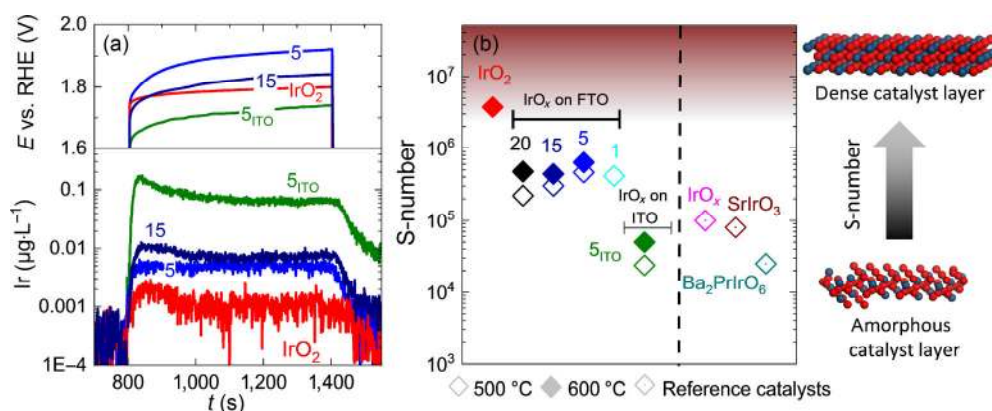 (a)
E vs. RHE (V)
2.0
1.8
1.6
5
15
IrO₂
5ITO
Ir (µg·L⁻¹)
0.1
0.01
0.001
1E−4
5ITO
15
5
IrO₂
800
1,000
1,200
1,400
t (s)
(b)
S-number
10⁷
10⁶
10⁵
10⁴
10³
IrO₂
IrOₓ on FTO
20
15
5
1
IrOₓ on
ITO
5ITO
IrOₓ
SrIrO₃
Ba₂PrIrO₆
500 °C
600 °C
Reference catalysts
Dense catalyst layer
S-number
Amorphous
catalyst layer